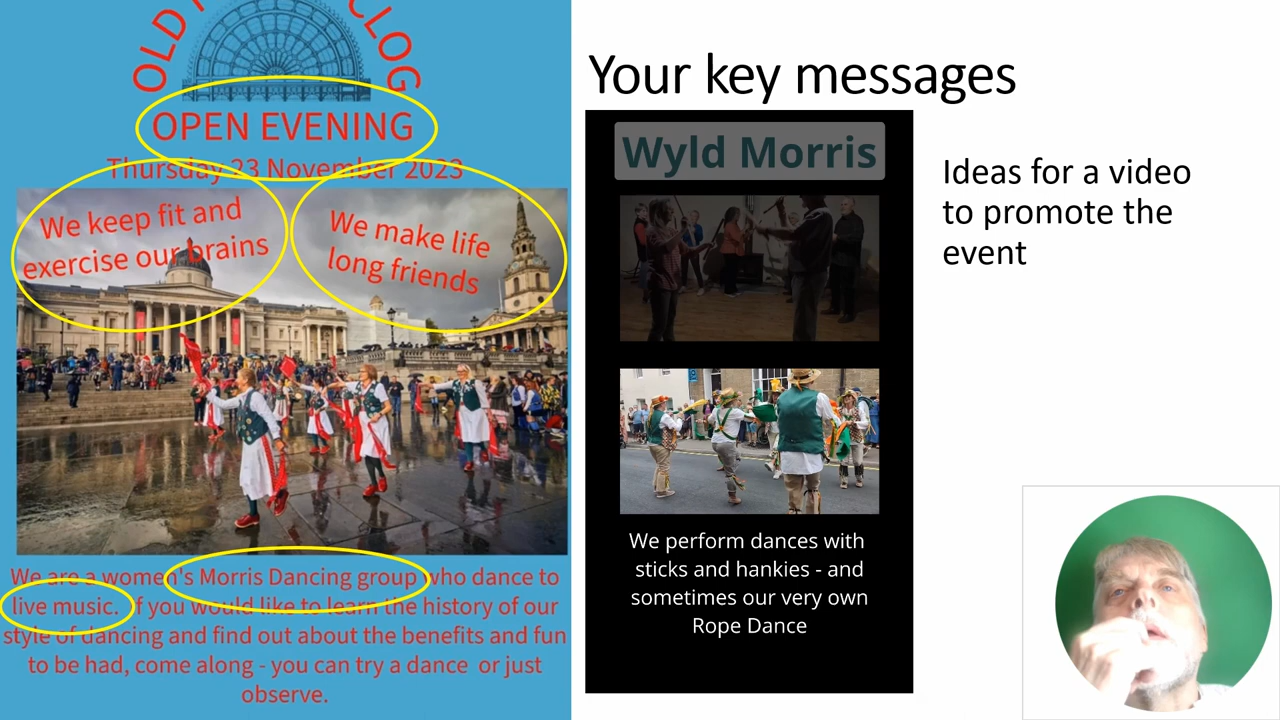 OLD
CLOG
OPEN EVENING
Thursday 23 November 2023
We keep fit and
exercise our brains
We make life
long friends
We are a women's Morris Dancing group who dance to
live music. If you would like to learn the history of our
style of dancing and find out about the benefits and fun
to be had, come along - you can try a dance or just
observe.
Your key messages
Wyld Morris
We perform dances with
sticks and hankies - and
sometimes our very own
Rope Dance
Ideas for a video
to promote the
event